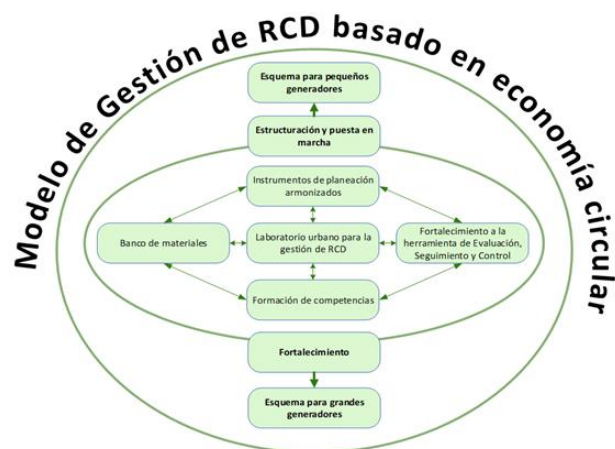 Modelo de Gestión de RCD basado en economía circular
Esquema para pequeños
generadores
Estructuración y puesta en
marcha
Instrumentos de planeación
armonizados
Banco de materiales
Laboratorio urbano para la
gestión de RCD
Fortalecimiento a la
herramienta de Evaluación,
Seguimiento y Control
Formación de competencias
Fortalecimiento
Esquema para grandes
generadores